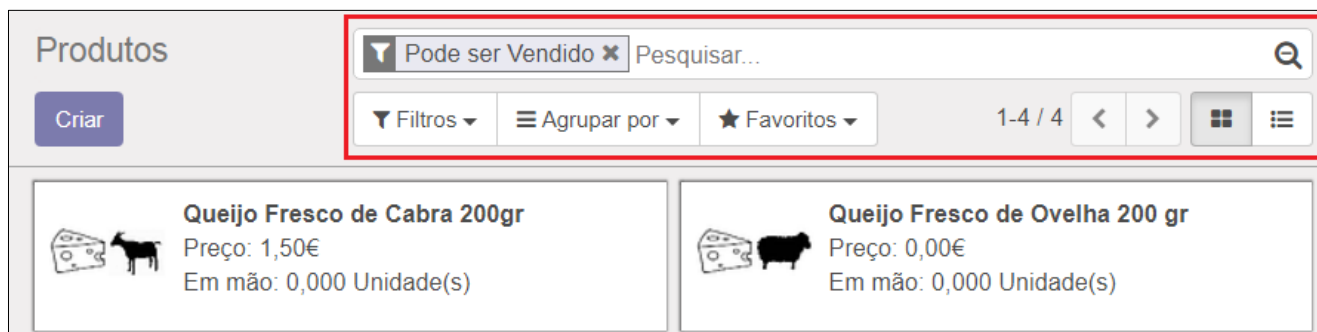 Produtos
Pode ser Vendido ✖ Pesquisar...
Criar
Filtros
Agrupar por
Favoritos
1-4 / 4
Queijo Fresco de Cabra 200gr
Preço: 1,50€
Em mão: 0,000 Unidade(s)
Queijo Fresco de Ovelha 200 gr
Preço: 0,00€
Em mão: 0,000 Unidade(s)